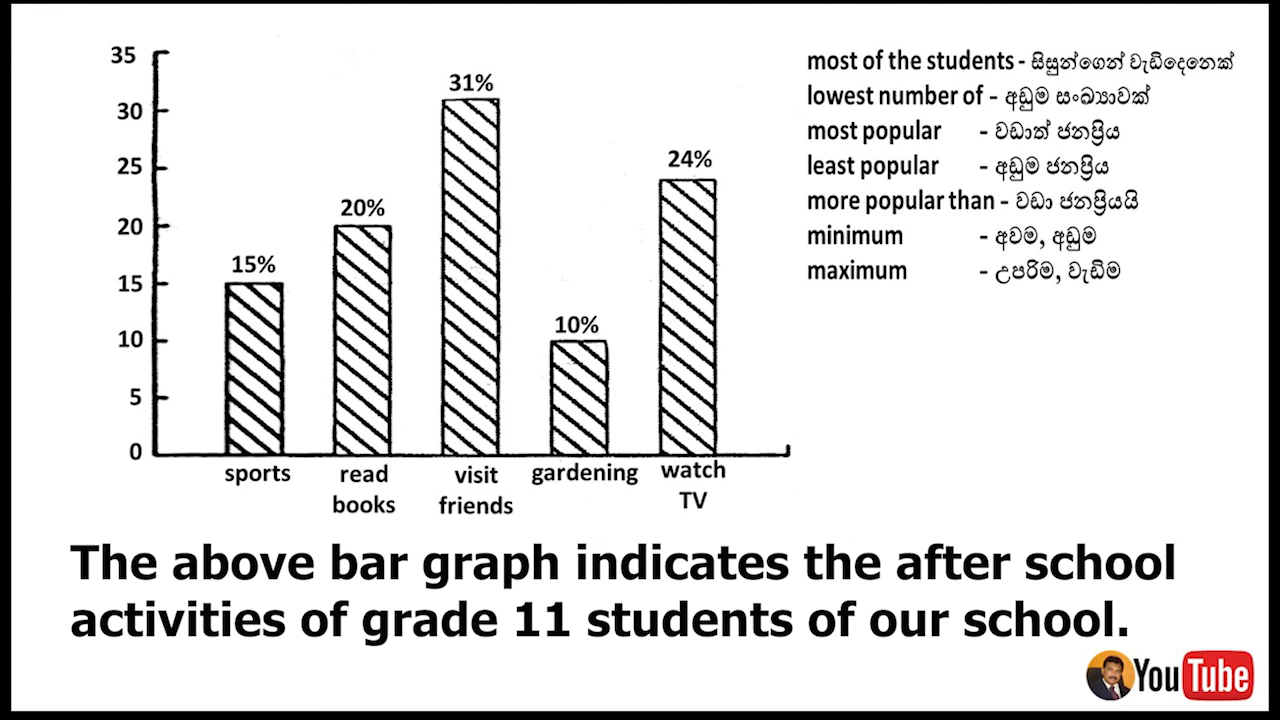 35
30
25
20
15
10
5
0
15%
20%
31%
10%
24%
sports
read
books
visit
friends
gardening
watch
TV
most of the students - සිසුන්ගෙන් වැඩිදෙනෙක්
lowest number of - අඩුම සංඛ්‍යාවක්
most popular - වඩාත් ජනප්‍රිය
least popular - අඩුම ජනප්‍රිය
more popular than - වඩා ජනප්‍රියයි
minimum - අවම, අඩුම
maximum - උපරිම, වැඩිම
The above bar graph indicates the after school
activities of grade 11 students of our school.
YouTube